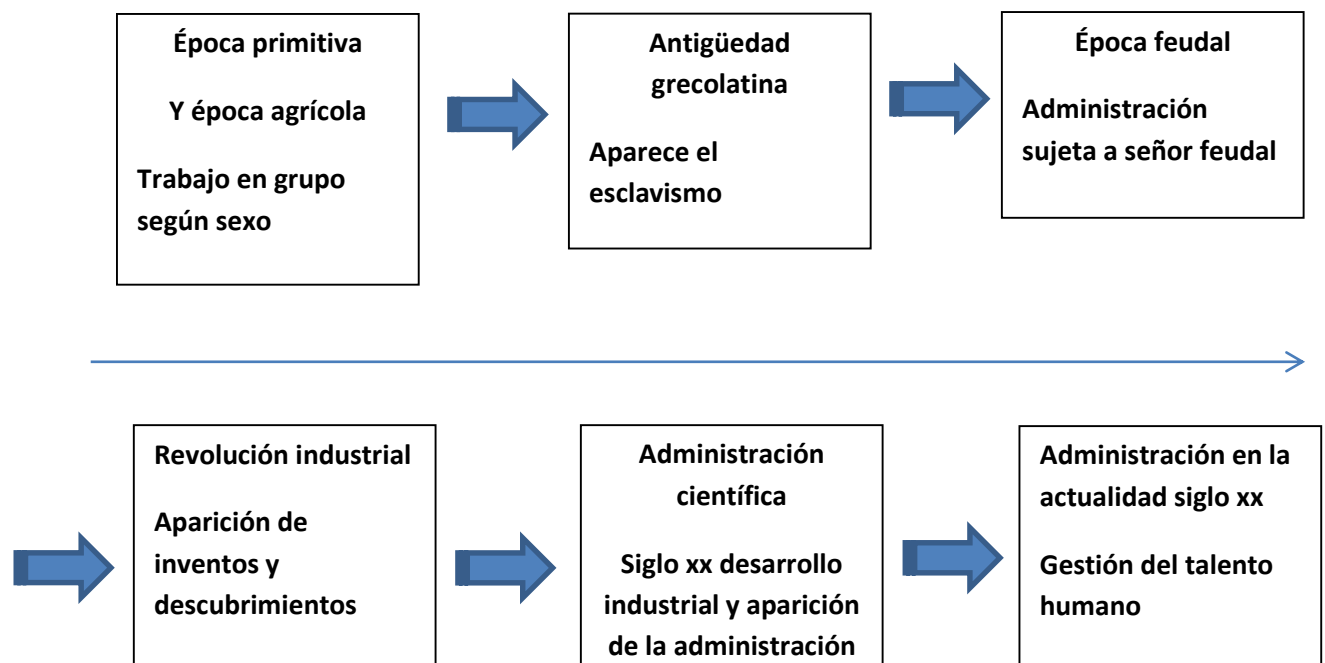 Época primitiva
Y época agrícola
Trabajo en grupo
según sexo
Antigüedad
grecolatina
Aparece el
esclavismo
Época feudal
Administración
sujeta a señor feudal
Revolución industrial
Aparición de
inventos y
descubrimientos
Administración
científica
Siglo xx desarrollo
industrial y aparición
de la administración
Administración en la
actualidad siglo xx
Gestión del talento
humano